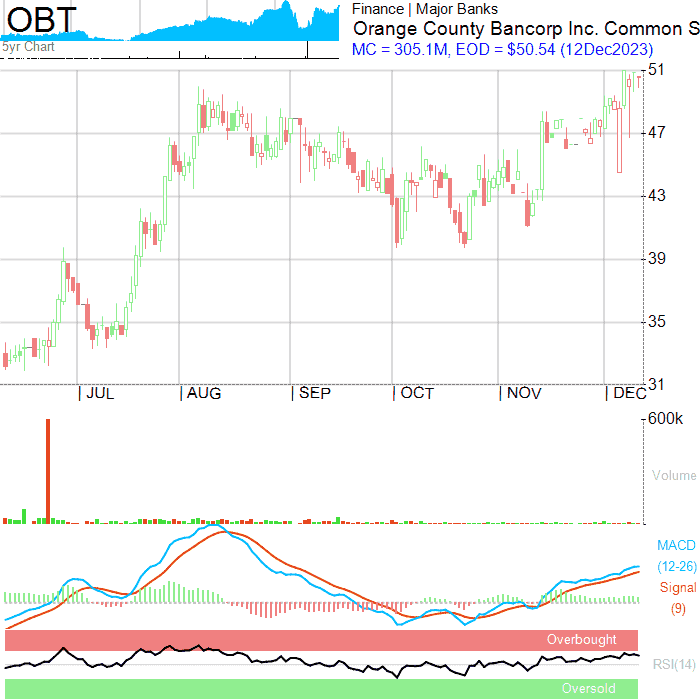 OBT
5yr Chart
Finance | Major Banks
Orange County Bancorp Inc. Common S
MC = 305.1M, EOD = $50.54 (12Dec2023)
51
47
43
39
35
31
| JUL | AUG | SEP | OCT | NOV | DEC
600k
Volume
MACD
(12-26)
Signal
(9)
Overbought
RSI(14)
Oversold